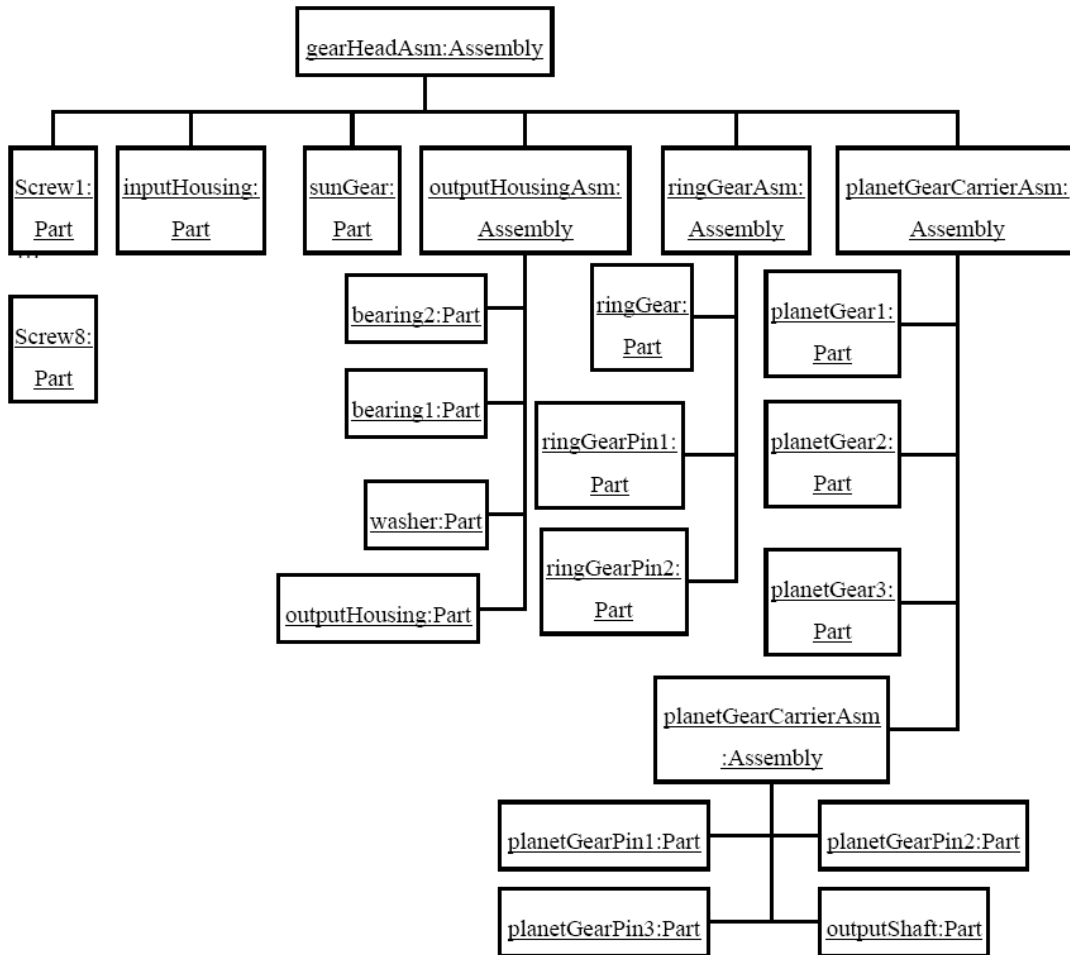 gearHeadAsm:Assembly
Screw1:
Part
...
Screw8:
Part
inputHousing:
Part
sunGear:
Part
outputHousingAsm:
Assembly
bearing2:Part
bearing1:Part
washer:Part
outputHousing:Part
ringGearAsm:
Assembly
ringGear:
Part
ringGearPin1:
Part
ringGearPin2:
Part
planetGearCarrierAsm:
Assembly
planetGear1:
Part
planetGear2:
Part
planetGear3:
Part
planetGearCarrierAsm
:Assembly
planetGearPin1:Part
planetGearPin2:Part
planetGearPin3:Part
outputShaft:Part